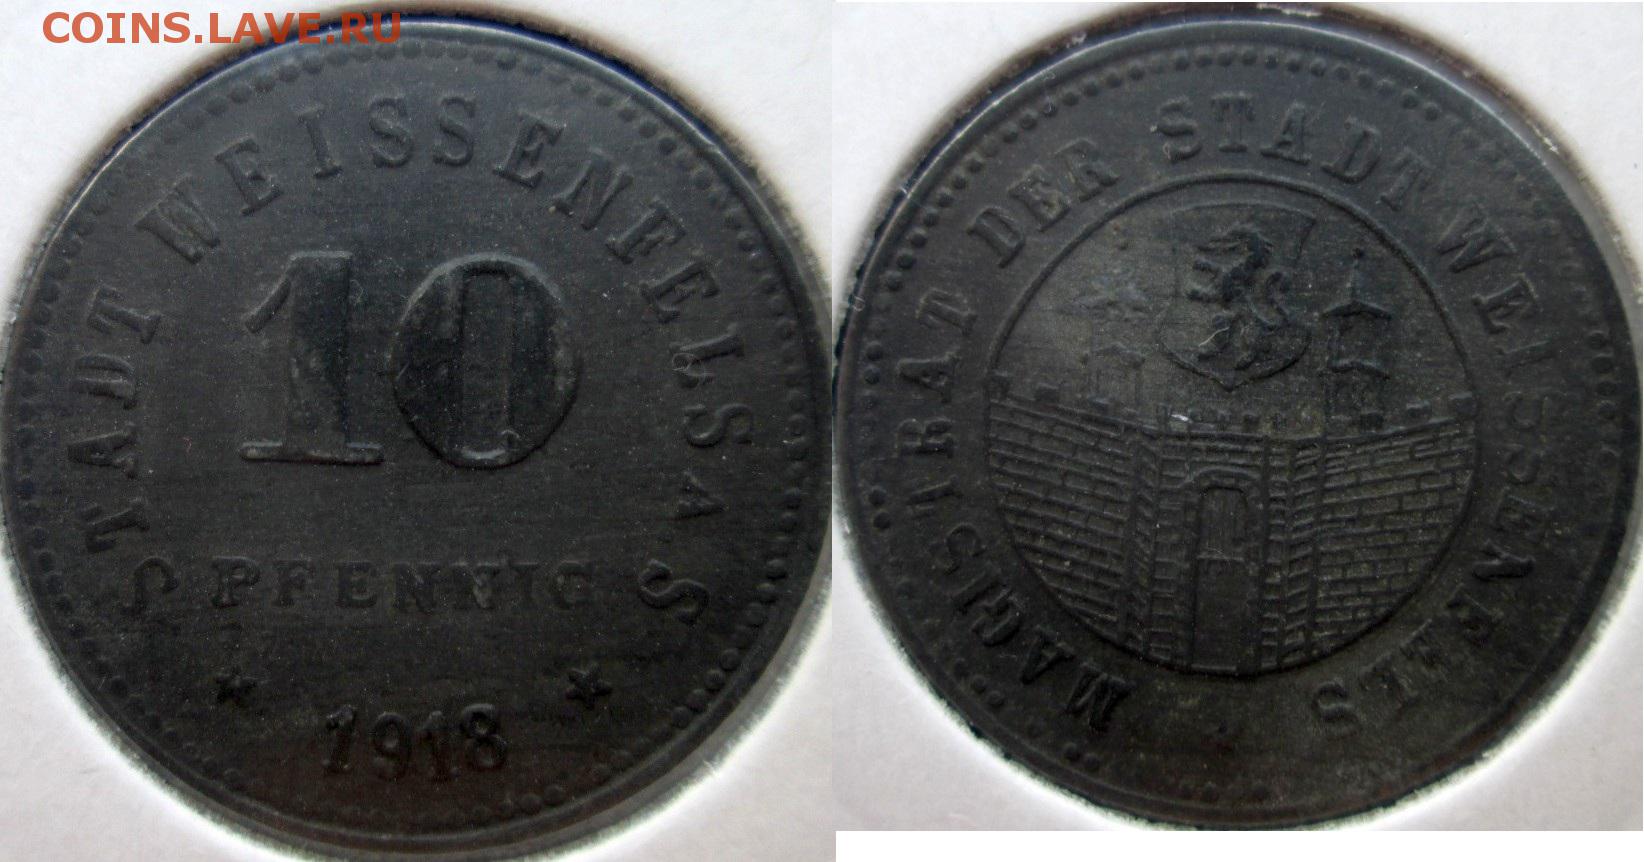 COINS.LAVE.RU
STADT WEISSENFELS A S
10
PFENNIG
1918
MAGISTRAT DER STADT WEISSENFELS